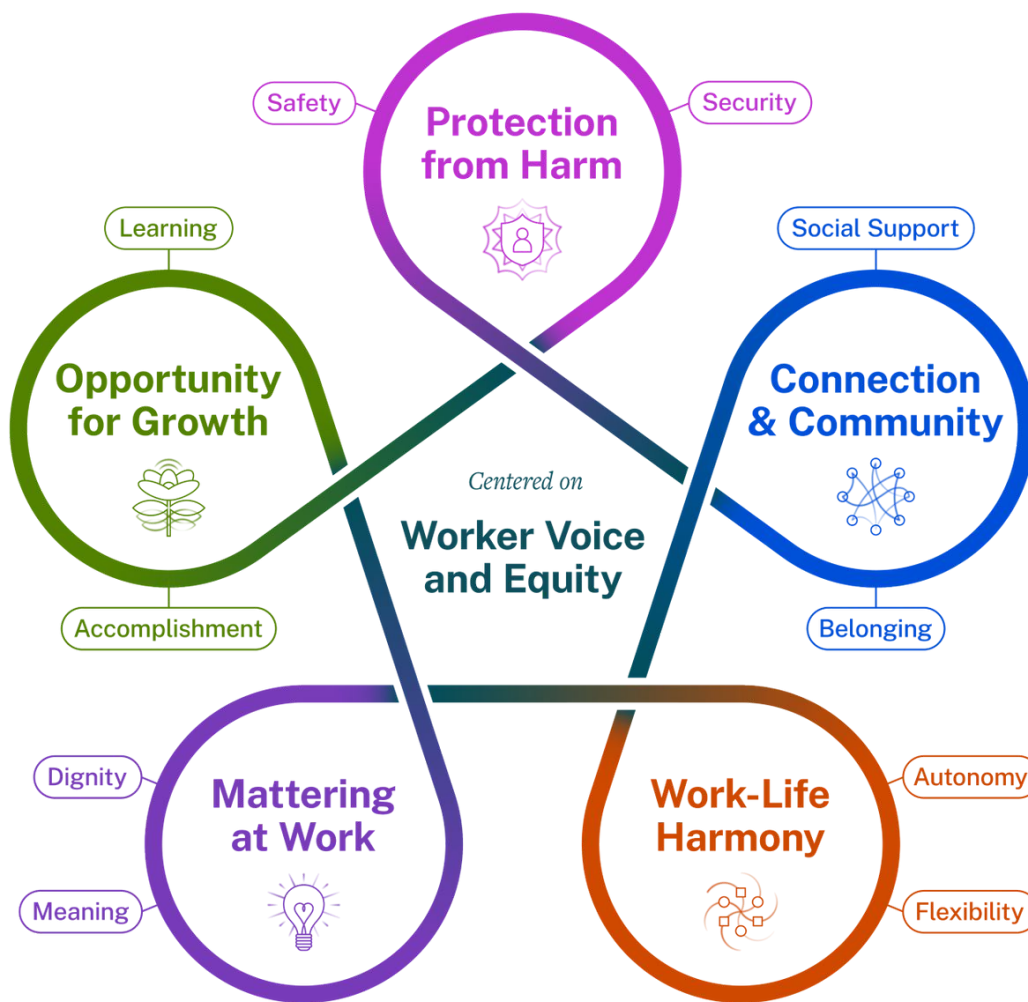 Safety
Security
Protection
from Harm
Learning
Social Support
Opportunity
for Growth
Connection
& Community
Centered on
Worker Voice
and Equity
Accomplishment
Belonging
Dignity
Mattering
at Work
Meaning
Work-Life
Harmony
Autonomy
Flexibility